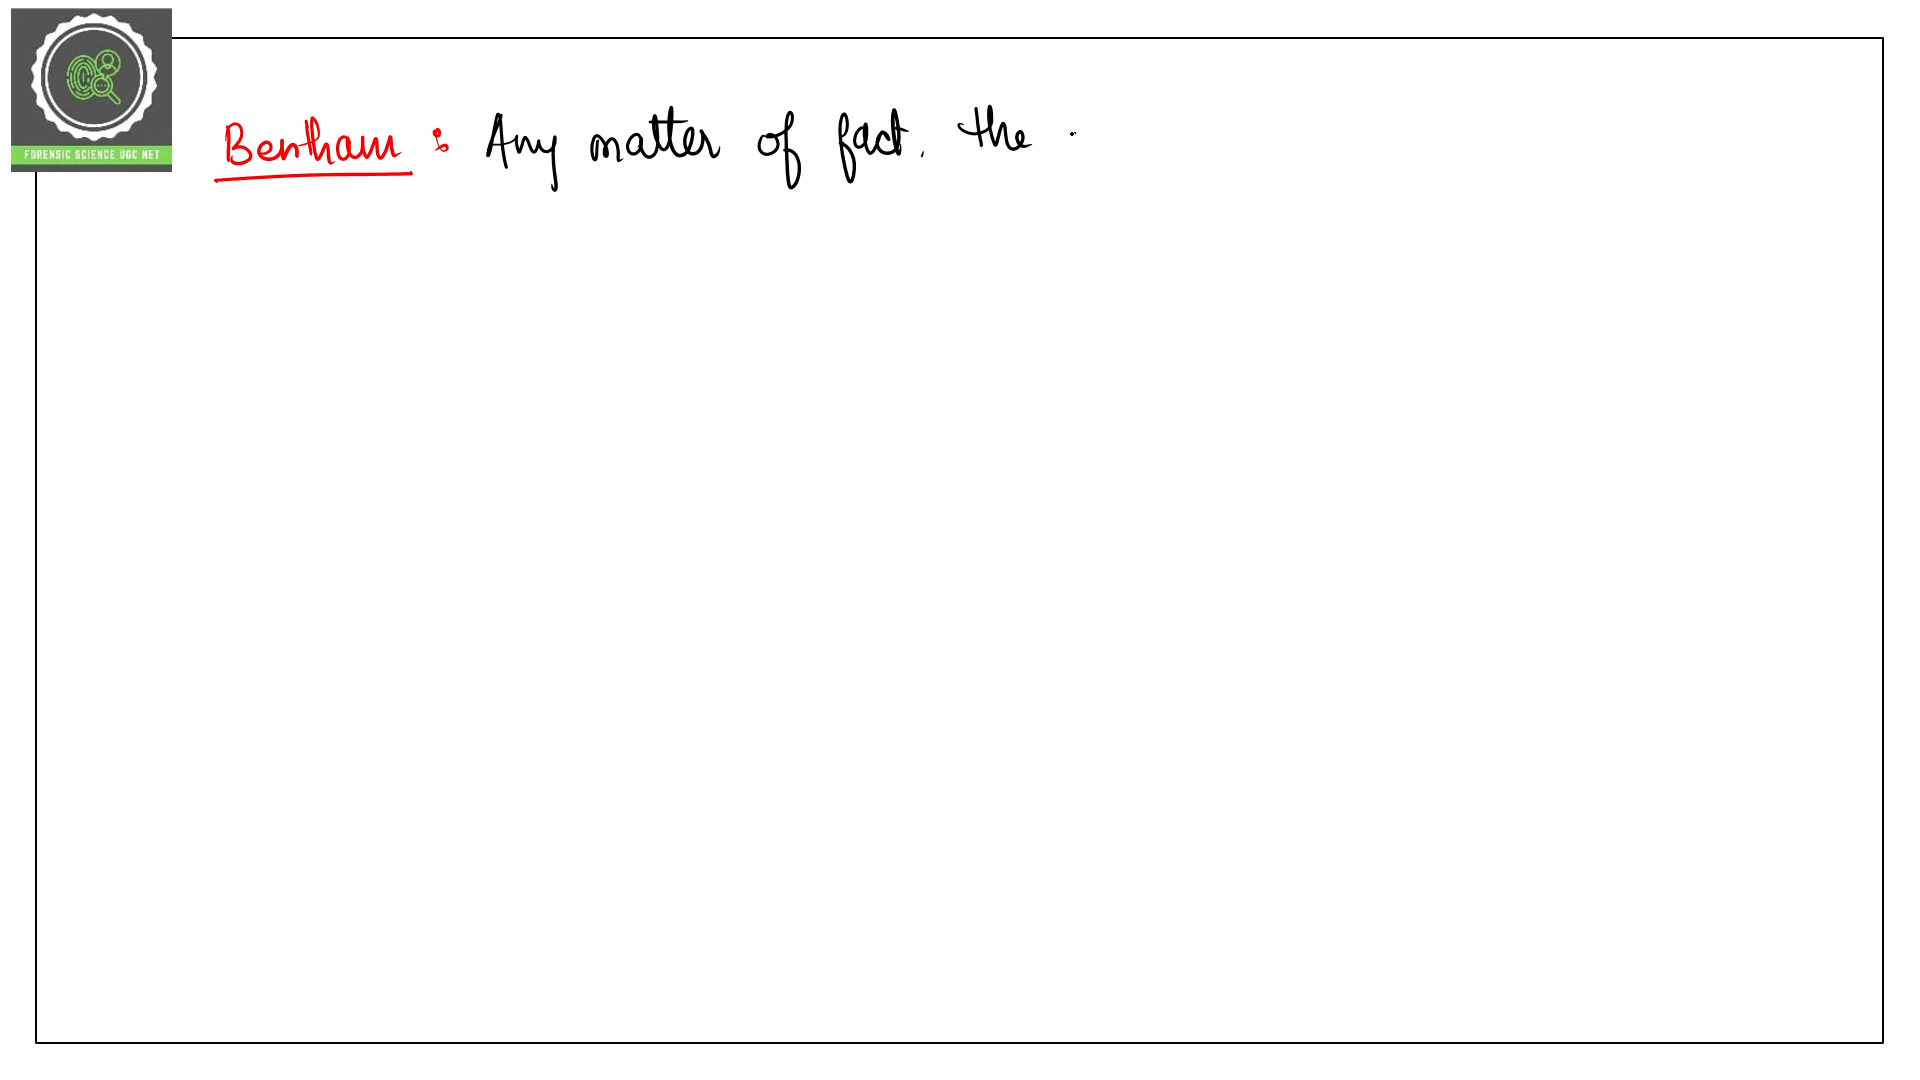 FORENSIC SCIENCE UGC NET
Bentham : Any matter of fact. the